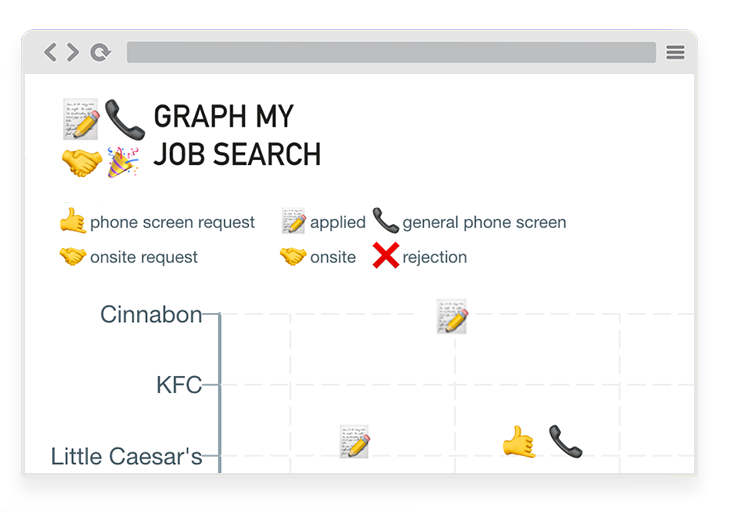 GRAPH MY
JOB SEARCH
phone screen request applied general phone screen
onsite request onsite rejection
Cinnabon
KFC
Little Caesar's